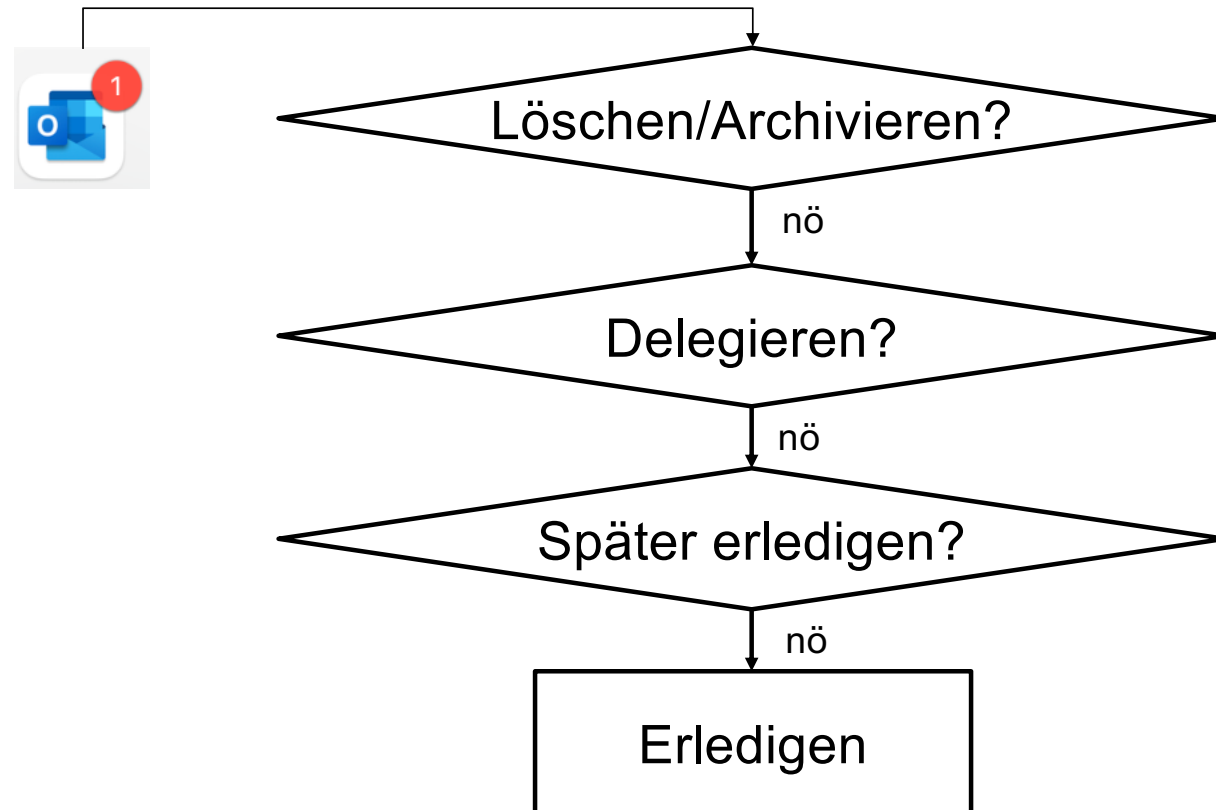 1
O
Löschen/Archivieren?
nö
Delegieren?
nö
Später erledigen?
nö
Erledigen